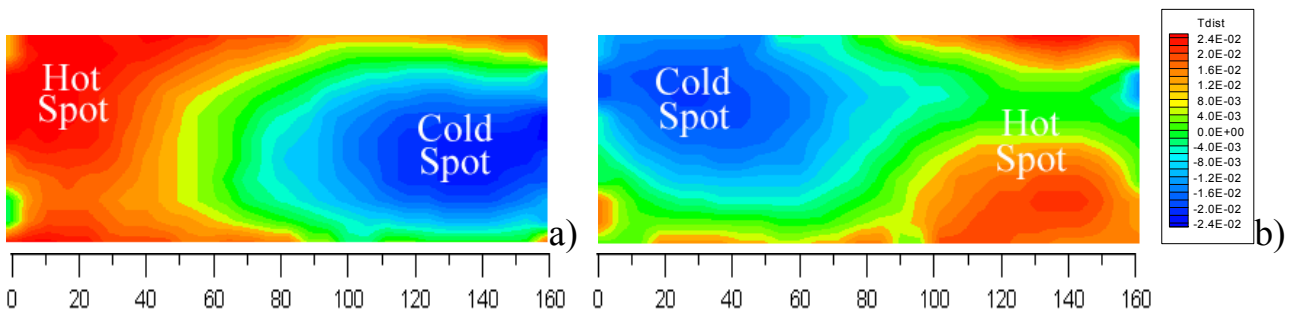 Hot
Spot
Cold
Spot
a)
0 20 40 60 80 100 120 140 160
Cold
Spot
Hot
Spot
b)
0 20 40 60 80 100 120 140 160
Tdist
2.4E-02
2.0E-02
1.6E-02
1.2E-02
8.0E-03
4.0E-03
0.0E+00
-4.0E-03
-8.0E-03
-1.2E-02
-1.6E-02
-2.0E-02
-2.4E-02